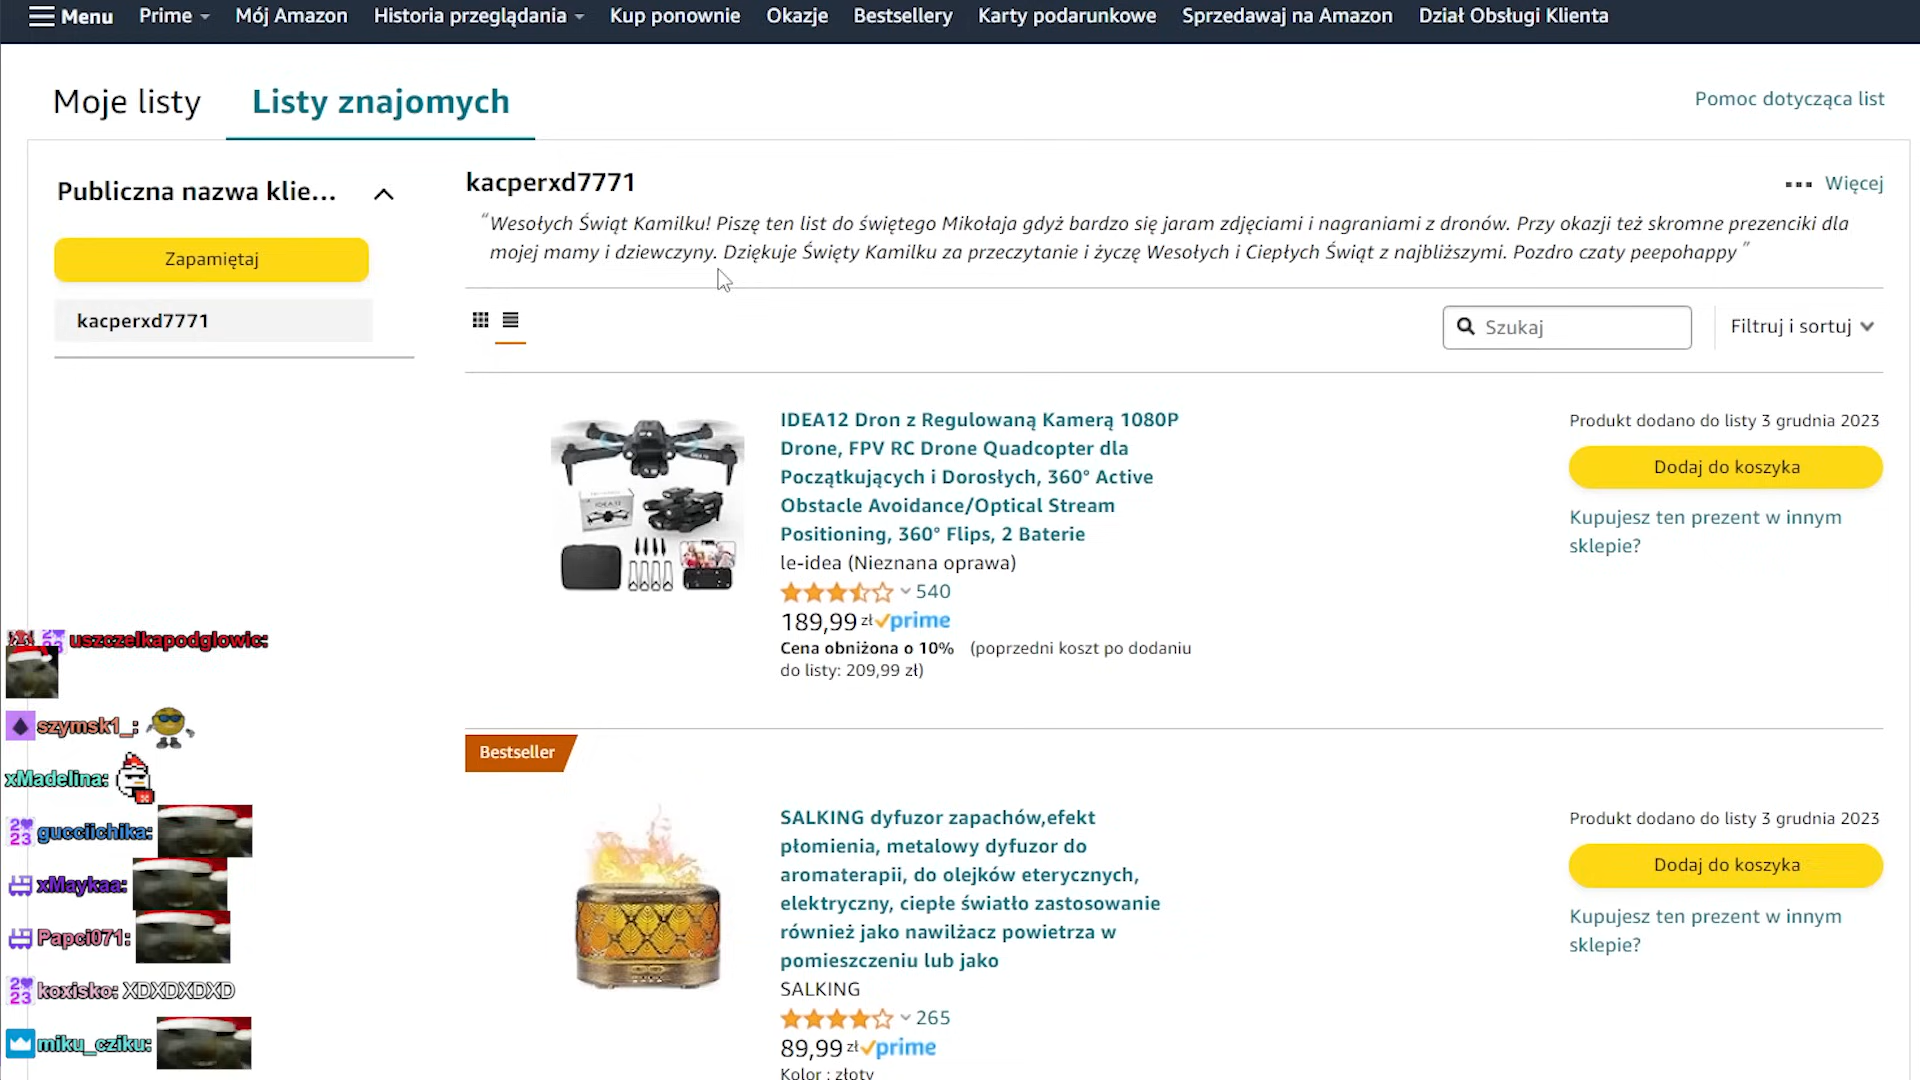 Menu Prime Mój Amazon Historia przeglądania Kup ponownie Okazje Bestsellery Karty podarunkowe Sprzedawaj na Amazon Dział Obsługi Klienta
Moje listy Listy znajomych Pomoc dotycząca list
Publiczna nazwa klie...
Zapamiętaj
kacperxd7771
kacperxd7771
Więcej
“Wesołych Świąt Kamilku! Piszę ten list do świętego Mikołaja gdyż bardzo się jaram zdjęciami i nagraniami z dronów. Przy okazji też skromne prezenciki dla
mojej mamy i dziewczyny. Dziękuje Święty Kamilku za przeczytanie i życzę Wesołych i Ciepłych Świąt z najbliższymi. Pozdro czaty peepohappy”
Szukaj
Filtruj i sortuj
IDEA12 Dron z Regulowaną Kamerą 1080P
Drone, FPV RC Drone Quadcopter dla
Początkujących i Dorosłych, 360° Active
Obstacle Avoidance/Optical Stream
Positioning, 360° Flips, 2 Baterie
le-idea (Nieznana oprawa)
540
189,99 zł prime
Cena obniżona o 10% (poprzedni koszt po dodaniu
do listy: 209,99 zł)
Produkt dodano do listy 3 grudnia 2023
Dodaj do koszyka
Kupujesz ten prezent w innym
sklepie?
Bestseller
SALKING dyfuzor zapachów,efekt
płomienia, metalowy dyfuzor do
aromaterapii, do olejków eterycznych,
elektryczny, ciepłe światło zastosowanie
również jako nawilżacz powietrza w
pomieszczeniu lub jako
SALKING
265
89,99 zł prime
Kolor : złoty
Produkt dodano do listy 3 grudnia 2023
Dodaj do koszyka
Kupujesz ten prezent w innym
sklepie?
uszczelkapodglowic:
szymsk1_:
xMadelina:
gucciichika:
xMaykaa:
Papci071:
koxisko: XDXDXDXD
miku_cziku: